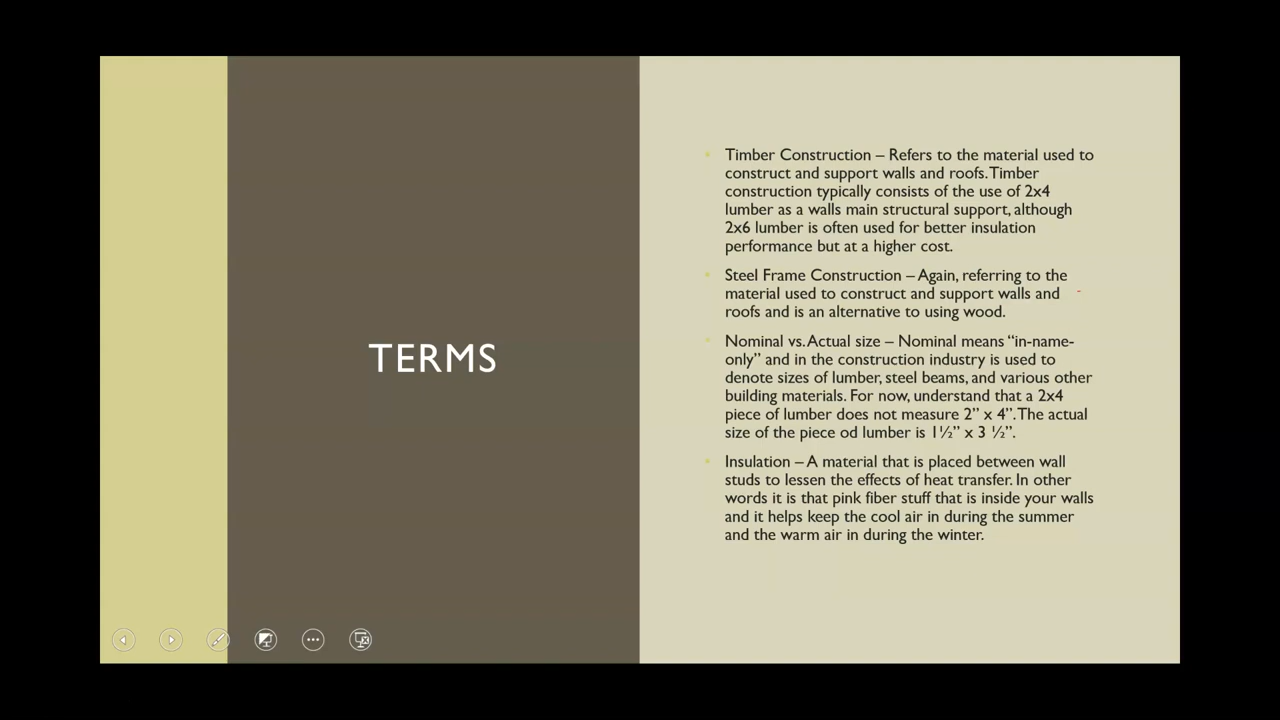 TERMS
Timber Construction – Refers to the material used to
construct and support walls and roofs. Timber
construction typically consists of the use of 2x4
lumber as a walls main structural support, although
2x6 lumber is often used for better insulation
performance but at a higher cost.
Steel Frame Construction – Again, referring to the
material used to construct and support walls and
roofs and is an alternative to using wood.
Nominal vs. Actual size – Nominal means “in-name-
only” and in the construction industry is used to
denote sizes of lumber, steel beams, and various other
building materials. For now, understand that a 2x4
piece of lumber does not measure 2” x 4”. The actual
size of the piece od lumber is 1½” x 3 ½”.
Insulation – A material that is placed between wall
studs to lessen the effects of heat transfer. In other
words it is that pink fiber stuff that is inside your walls
and it helps keep the cool air in during the summer
and the warm air in during the winter.